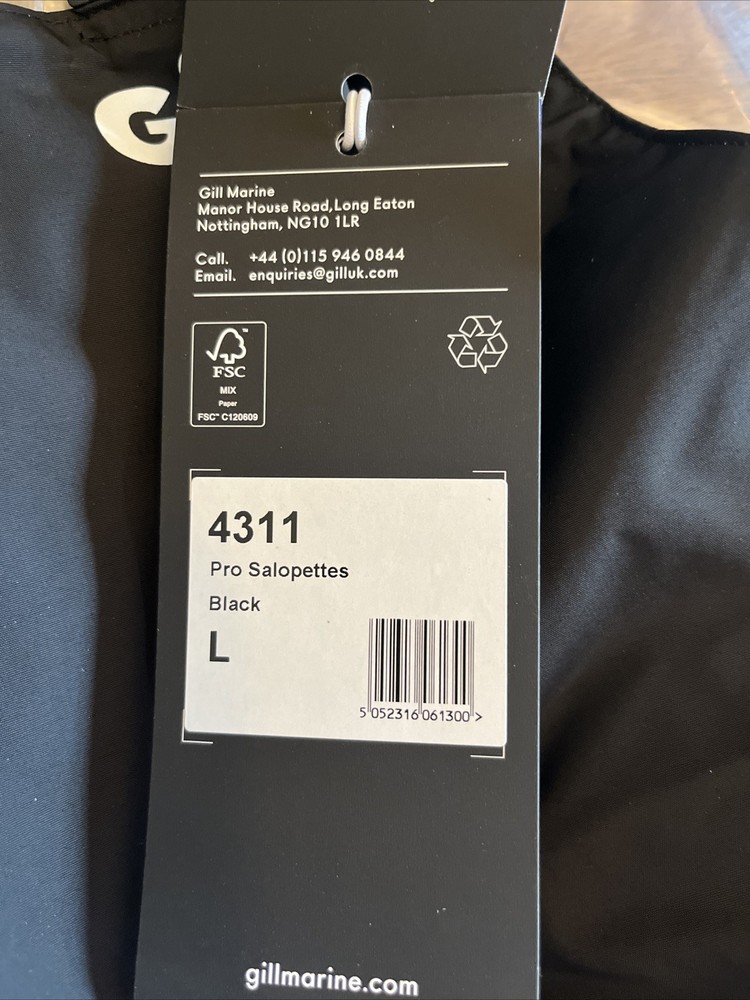 G
Gill Marine
Manor House Road, Long Eaton
Nottingham, NG10 1LR
Call. +44 (0)115 946 0844
Email. enquiries@gilluk.com
FSC™
MIX
Paper
FSC™ C120609
4311
Pro Salopettes
Black
L
5 052316 061300 >
gillmarine.com